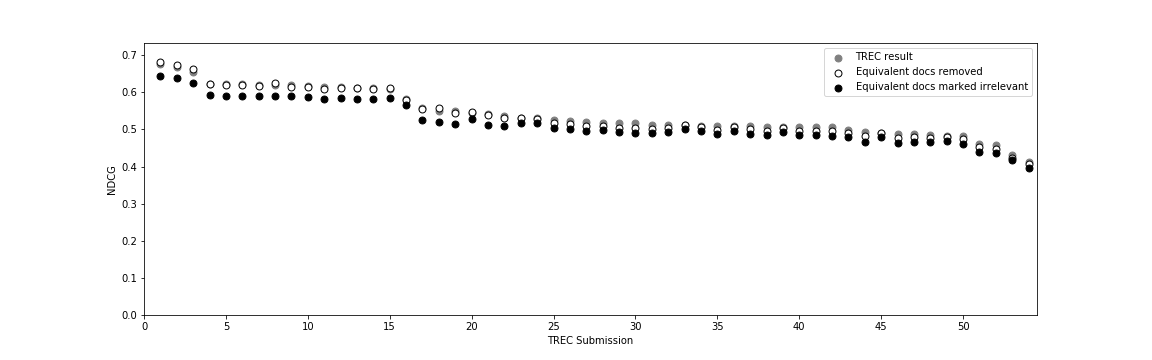 0.7
0.6
0.5
0.4
0.3
0.2
0.1
0.0
NDCG
TREC result
Equivalent docs removed
Equivalent docs marked irrelevant
0 5 10 15 20 25 30 35 40 45 50
TREC Submission